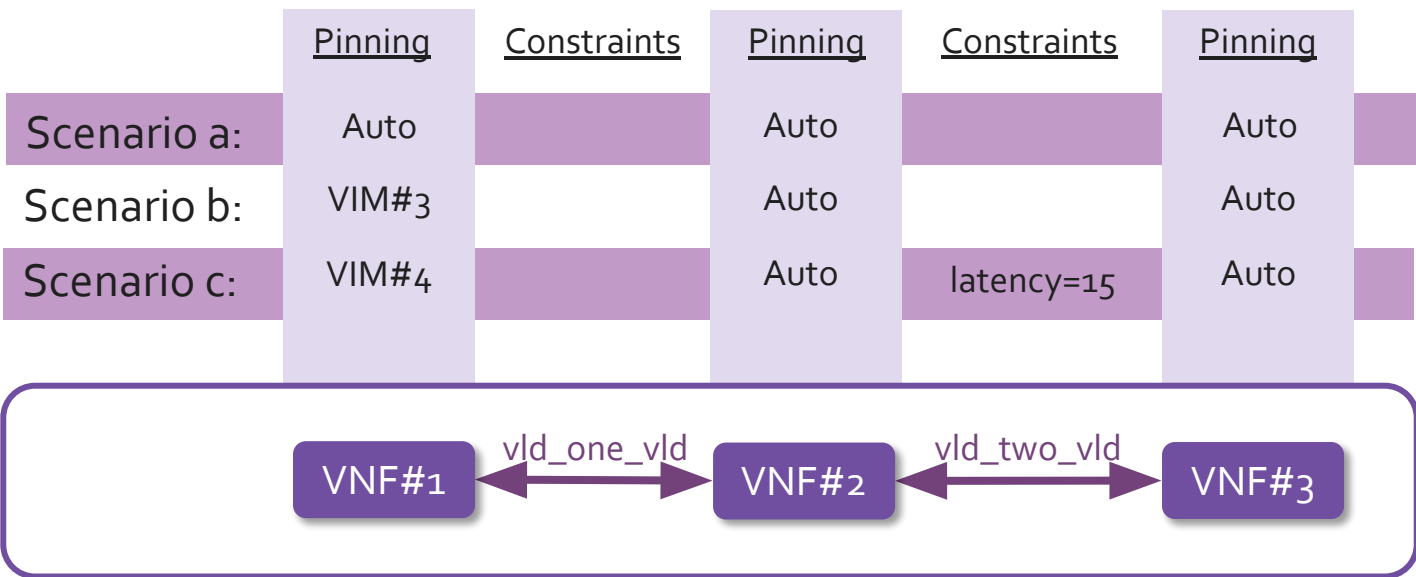 Pinning Constraints Pinning Constraints Pinning
Scenario a: Auto Auto Auto
Scenario b: VIM#3 Auto Auto
Scenario c: VIM#4 Auto latency=15 Auto
vld_one_vld vld_two_vld
VNF#1 VNF#2 VNF#3